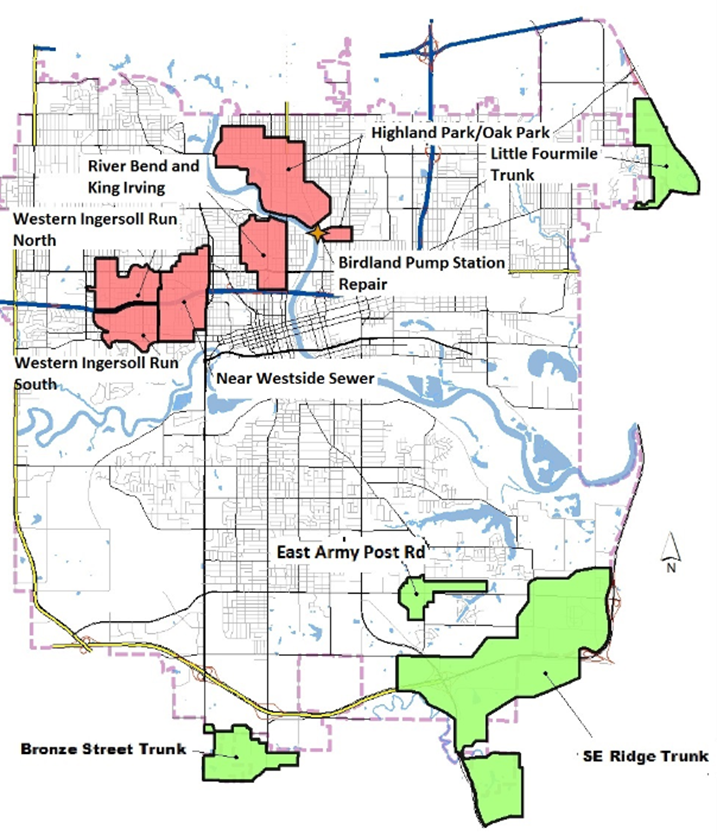 Highland Park/Oak Park
Little Fourmile
Trunk
River Bend and
King Irving
Western Ingersoll Run
North
Birdland Pump Station
Repair
Western Ingersoll Run
South
Near Westside Sewer
East Army Post Rd
N
Bronze Street Trunk
SE Ridge Trunk